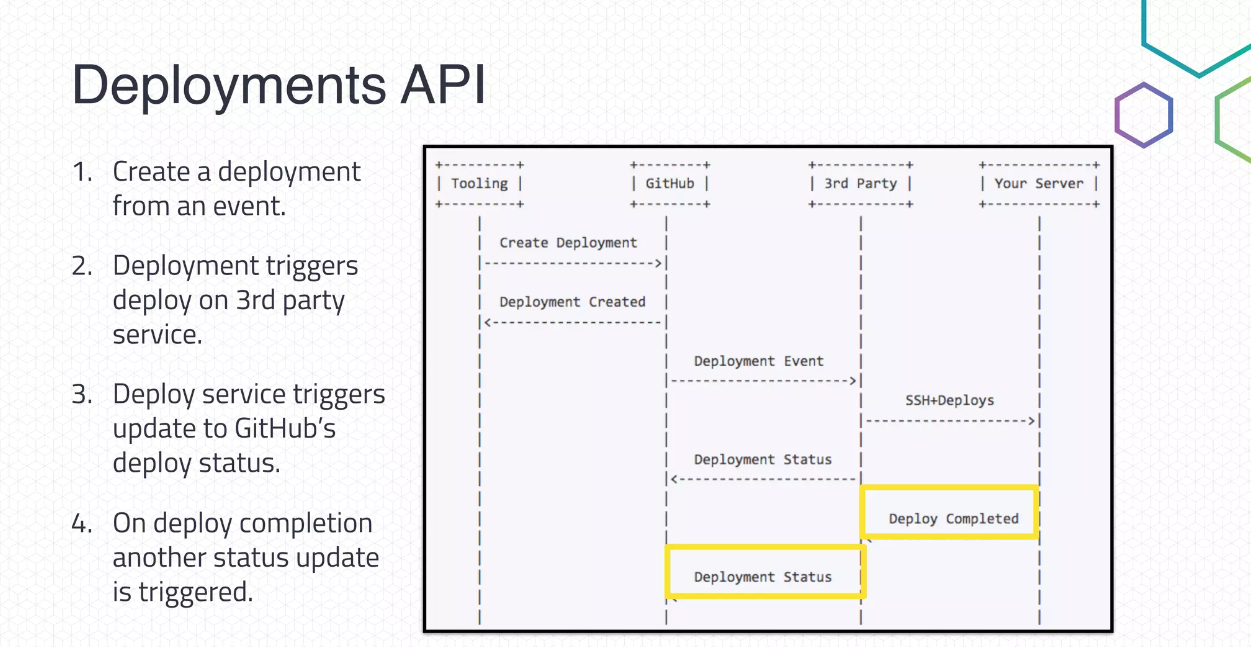 Deployments API
1. Create a deployment
from an event.
2. Deployment triggers
deploy on 3rd party
service.
3. Deploy service triggers
update to GitHub’s
deploy status.
4. On deploy completion
another status update
is triggered.
+---------+ +--------+ +-----------+ +-------------+
| Tooling | | GitHub | | 3rd Party | | Your Server |
+---------+ +--------+ +-----------+ +-------------+
Create Deployment
Deployment Created
Deployment Event
SSH+Deploys
Deployment Status
Deploy Completed
Deployment Status